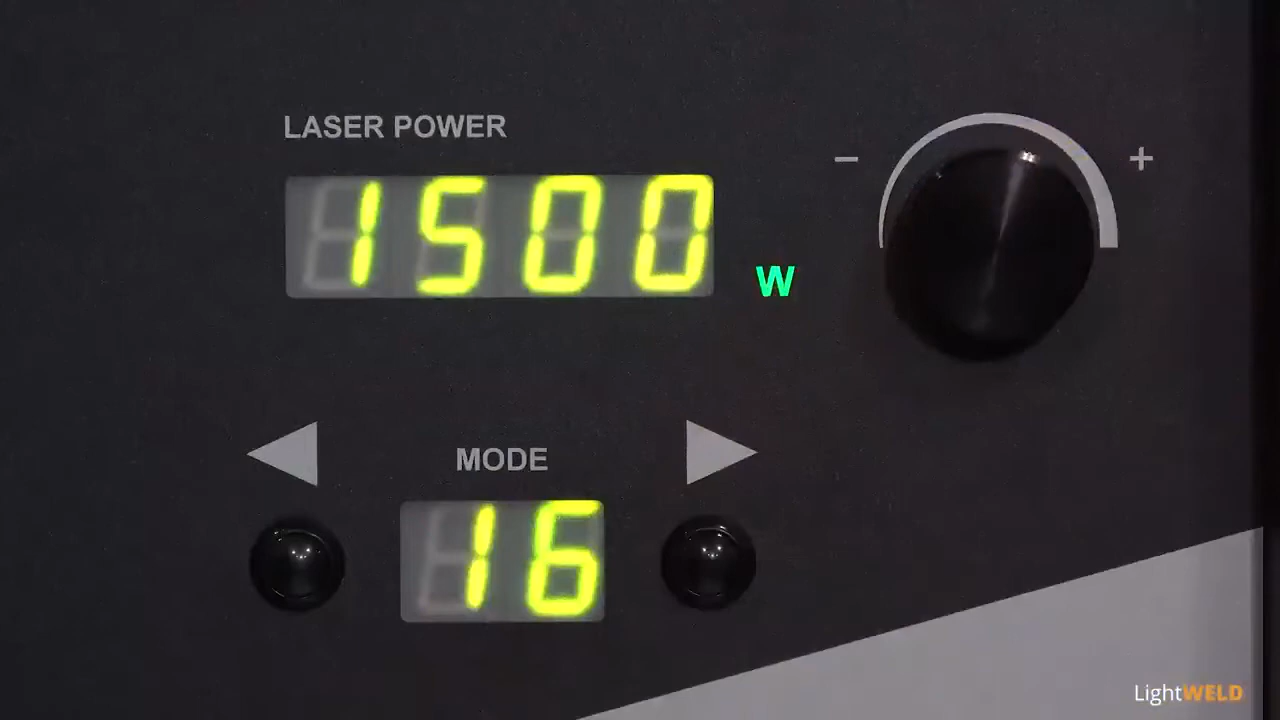 LASER POWER
1500 W
− +
MODE
16
LightWELD